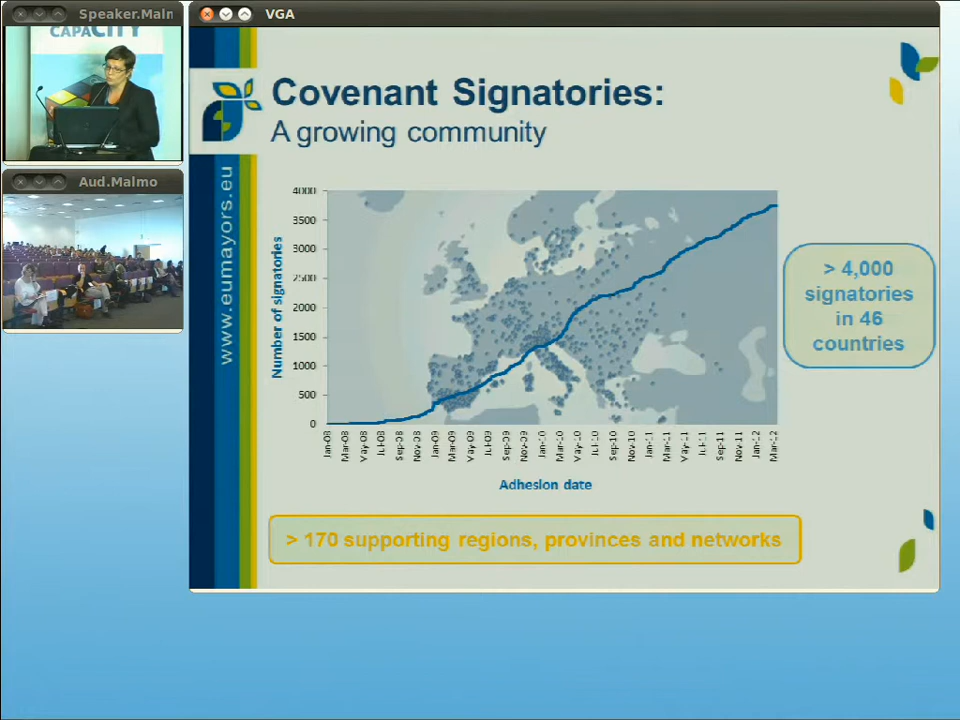 Speaker.Malm
VGA
CAPACITY
Aud.Malmo
www.eumayors.eu
Covenant Signatories:
A growing community
Number of signatories
4000
3500
3000
2500
2000
1500
1000
500
0
Jan-08
Mar-08
May-08
Jul-08
Sep-08
Nov-08
Jan-09
Mar-09
May-09
Jul-09
Sep-09
Nov-09
Jan-10
Mar-10
May-10
Jul-10
Sep-10
Nov-10
Jan-11
Mar-11
May-11
Jul-11
Sep-11
Nov-11
Jan-12
Mar-12
Adhesion date
> 4,000
signatories
in 46
countries
> 170 supporting regions, provinces and networks